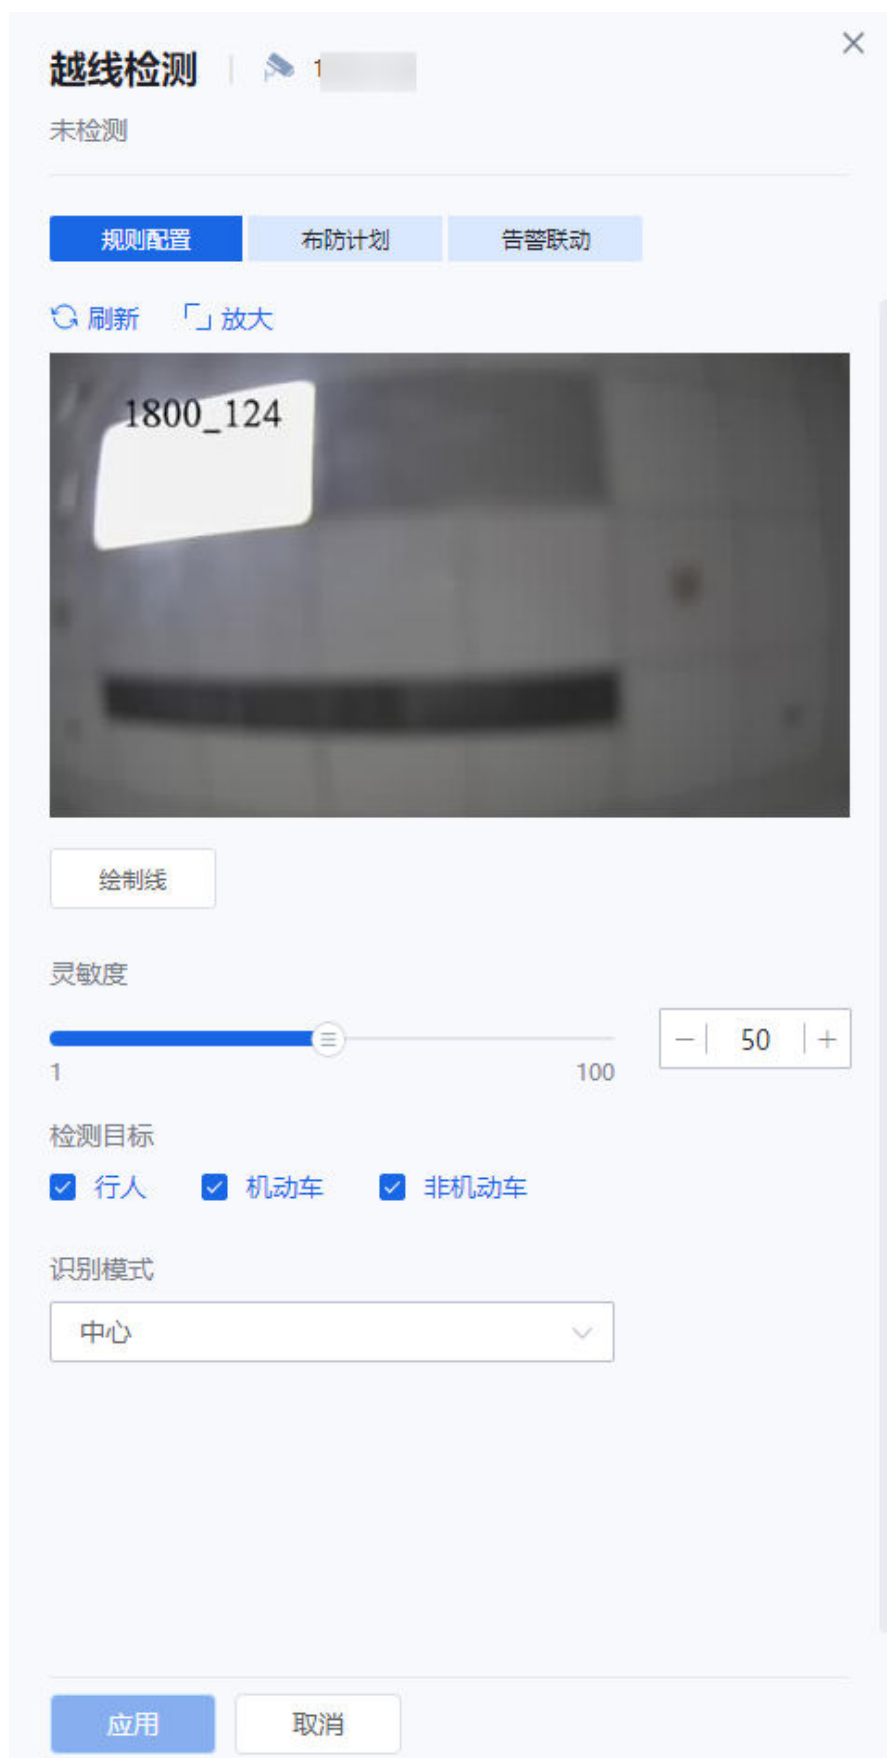 越线检测 1
未检测
规则配置 布防计划 告警联动
刷新 放大
1800_124
绘制线
灵敏度
50
1 100
检测目标
行人 机动车 非机动车
识别模式
中心
应用 取消